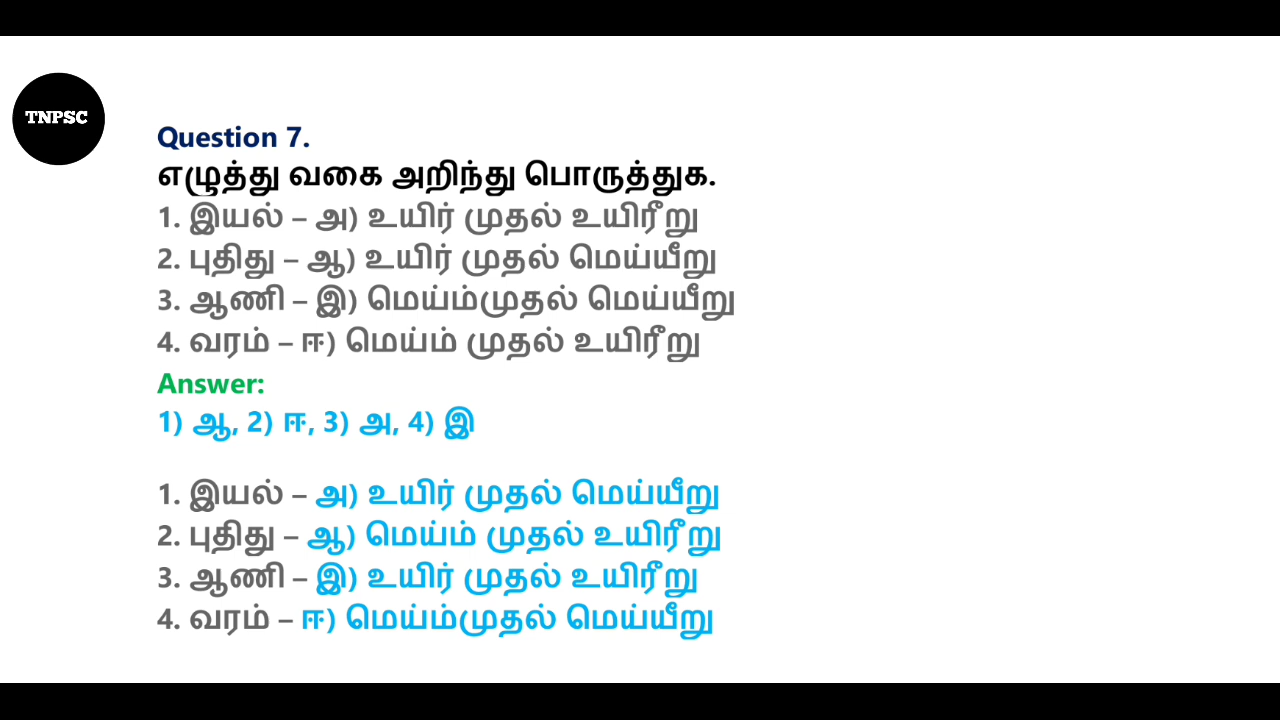 TNPSC
Question 7.
எழுத்து வகை அறிந்து பொருத்துக.
1. இயல் – அ) உயிர் முதல் உயிரீறு
2. புதிது – ஆ) உயிர் முதல் மெய்யீறு
3. ஆணி – இ) மெய்ம்முதல் மெய்யீறு
4. வரம் – ஈ) மெய்ம் முதல் உயிரீறு
Answer:
1) ஆ, 2) ஈ, 3) அ, 4) இ
1. இயல் – அ) உயிர் முதல் மெய்யீறு
2. புதிது – ஆ) மெய்ம் முதல் உயிரீறு
3. ஆணி – இ) உயிர் முதல் உயிரீறு
4. வரம் – ஈ) மெய்ம்முதல் மெய்யீறு